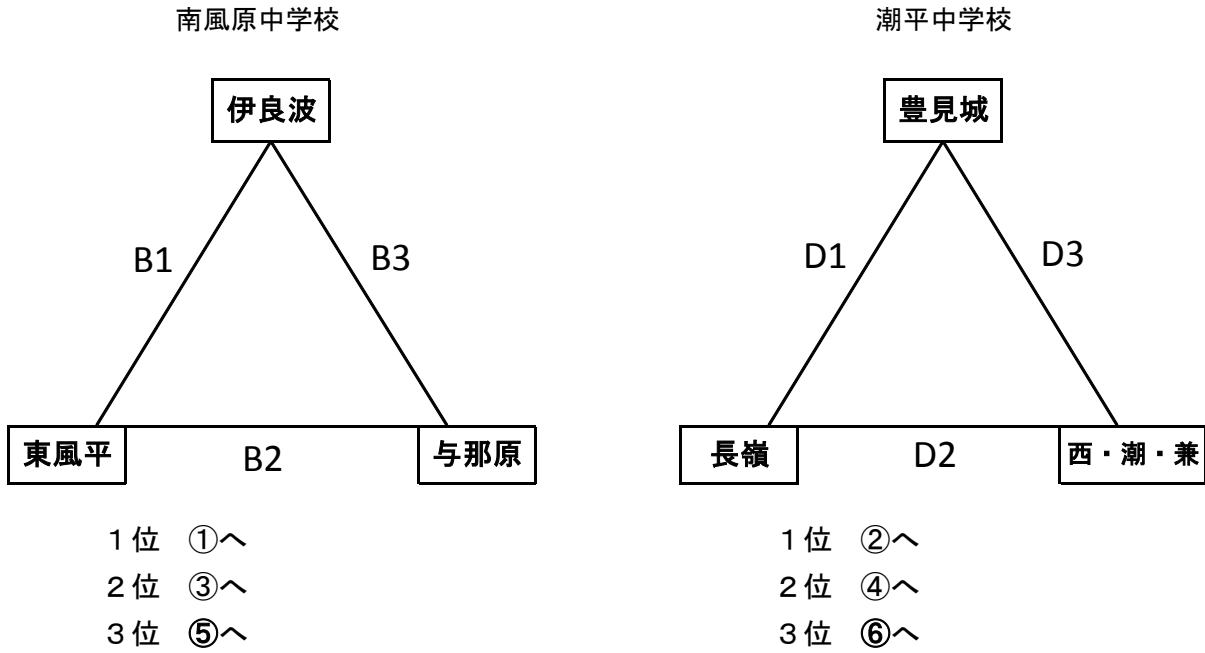 南風原中学校
伊良波
B1
B3
東風平
B2
与那原
１位　①へ
２位　③へ
３位　⑤へ
潮平中学校
豊見城
D1
D3
長嶺
D2
西・潮・兼
１位　②へ
２位　④へ
３位　⑥へ